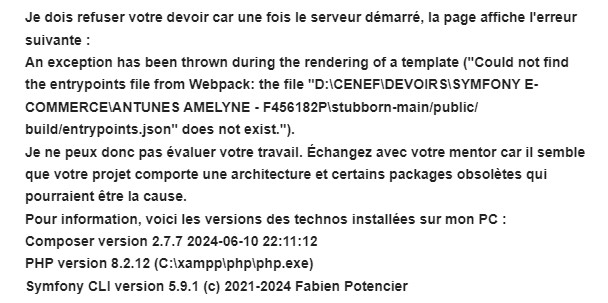 Je dois refuser votre devoir car une fois le serveur démarré, la page affiche l'erreur
suivante :
An exception has been thrown during the rendering of a template ("Could not find
the entrypoints file from Webpack: the file "D:\CENEF\DEVOIRS\SYMFONY E-
COMMERCE\ANTUNES AMELYNE - F456182P\stubborn-main/public/
build/entrypoints.json" does not exist.").
Je ne peux donc pas évaluer votre travail. Échangez avec votre mentor car il semble
que votre projet comporte une architecture et certains packages obsolètes qui
pourraient être la cause.
Pour information, voici les versions des technos installées sur mon PC :
Composer version 2.7.7 2024-06-10 22:11:12
PHP version 8.2.12 (C:\xampp\php\php.exe)
Symfony CLI version 5.9.1 (c) 2021-2024 Fabien Potencier